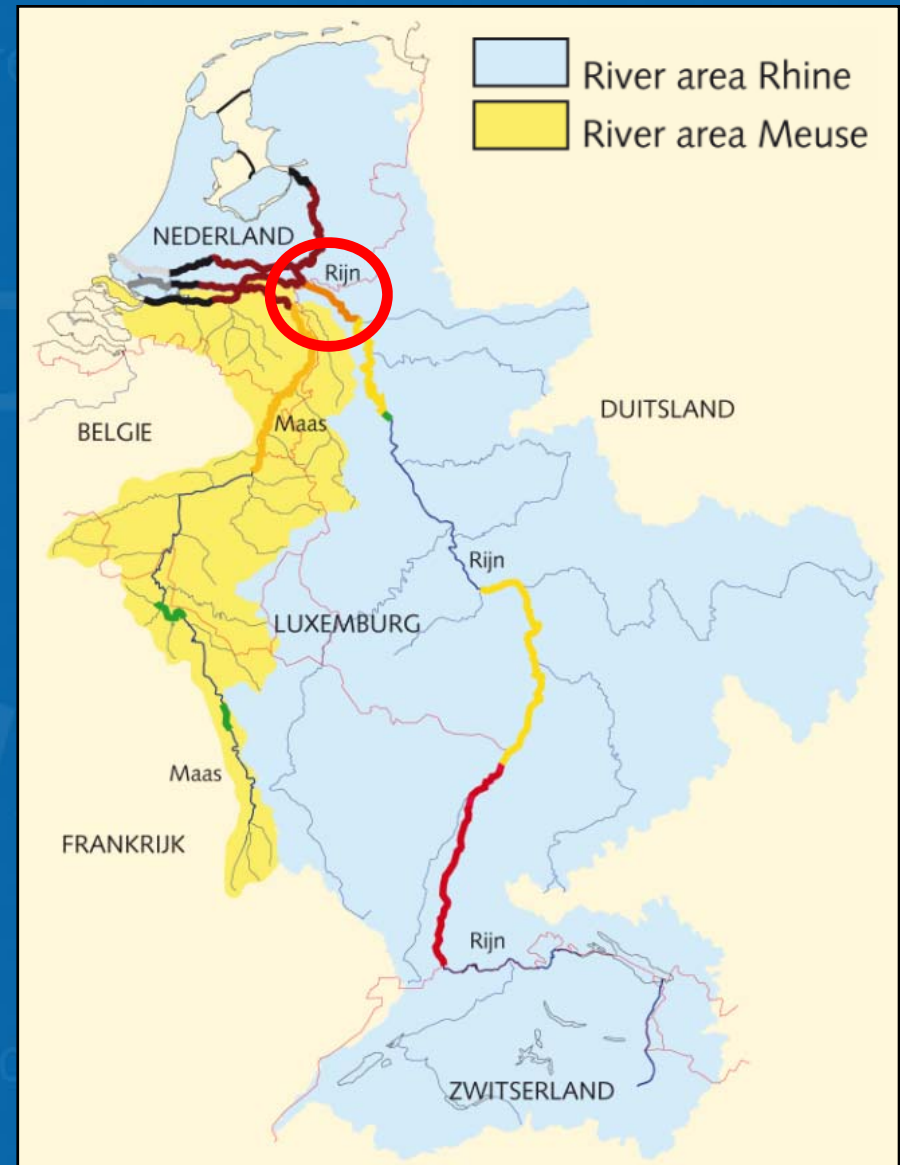 River area Rhine
River area Meuse
NEDERLAND
Rijn
DUITSLAND
BELGIE
Maas
Rijn
LUXEMBURG
Maas
FRANKRIJK
Rijn
ZWITSERLAND